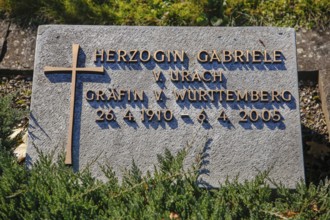 HERZOGIN GABRIELE
V. URACH
GRÄFIN V. WÜRTTEMBERG
26. 4. 1910 - 6. 4. 2005